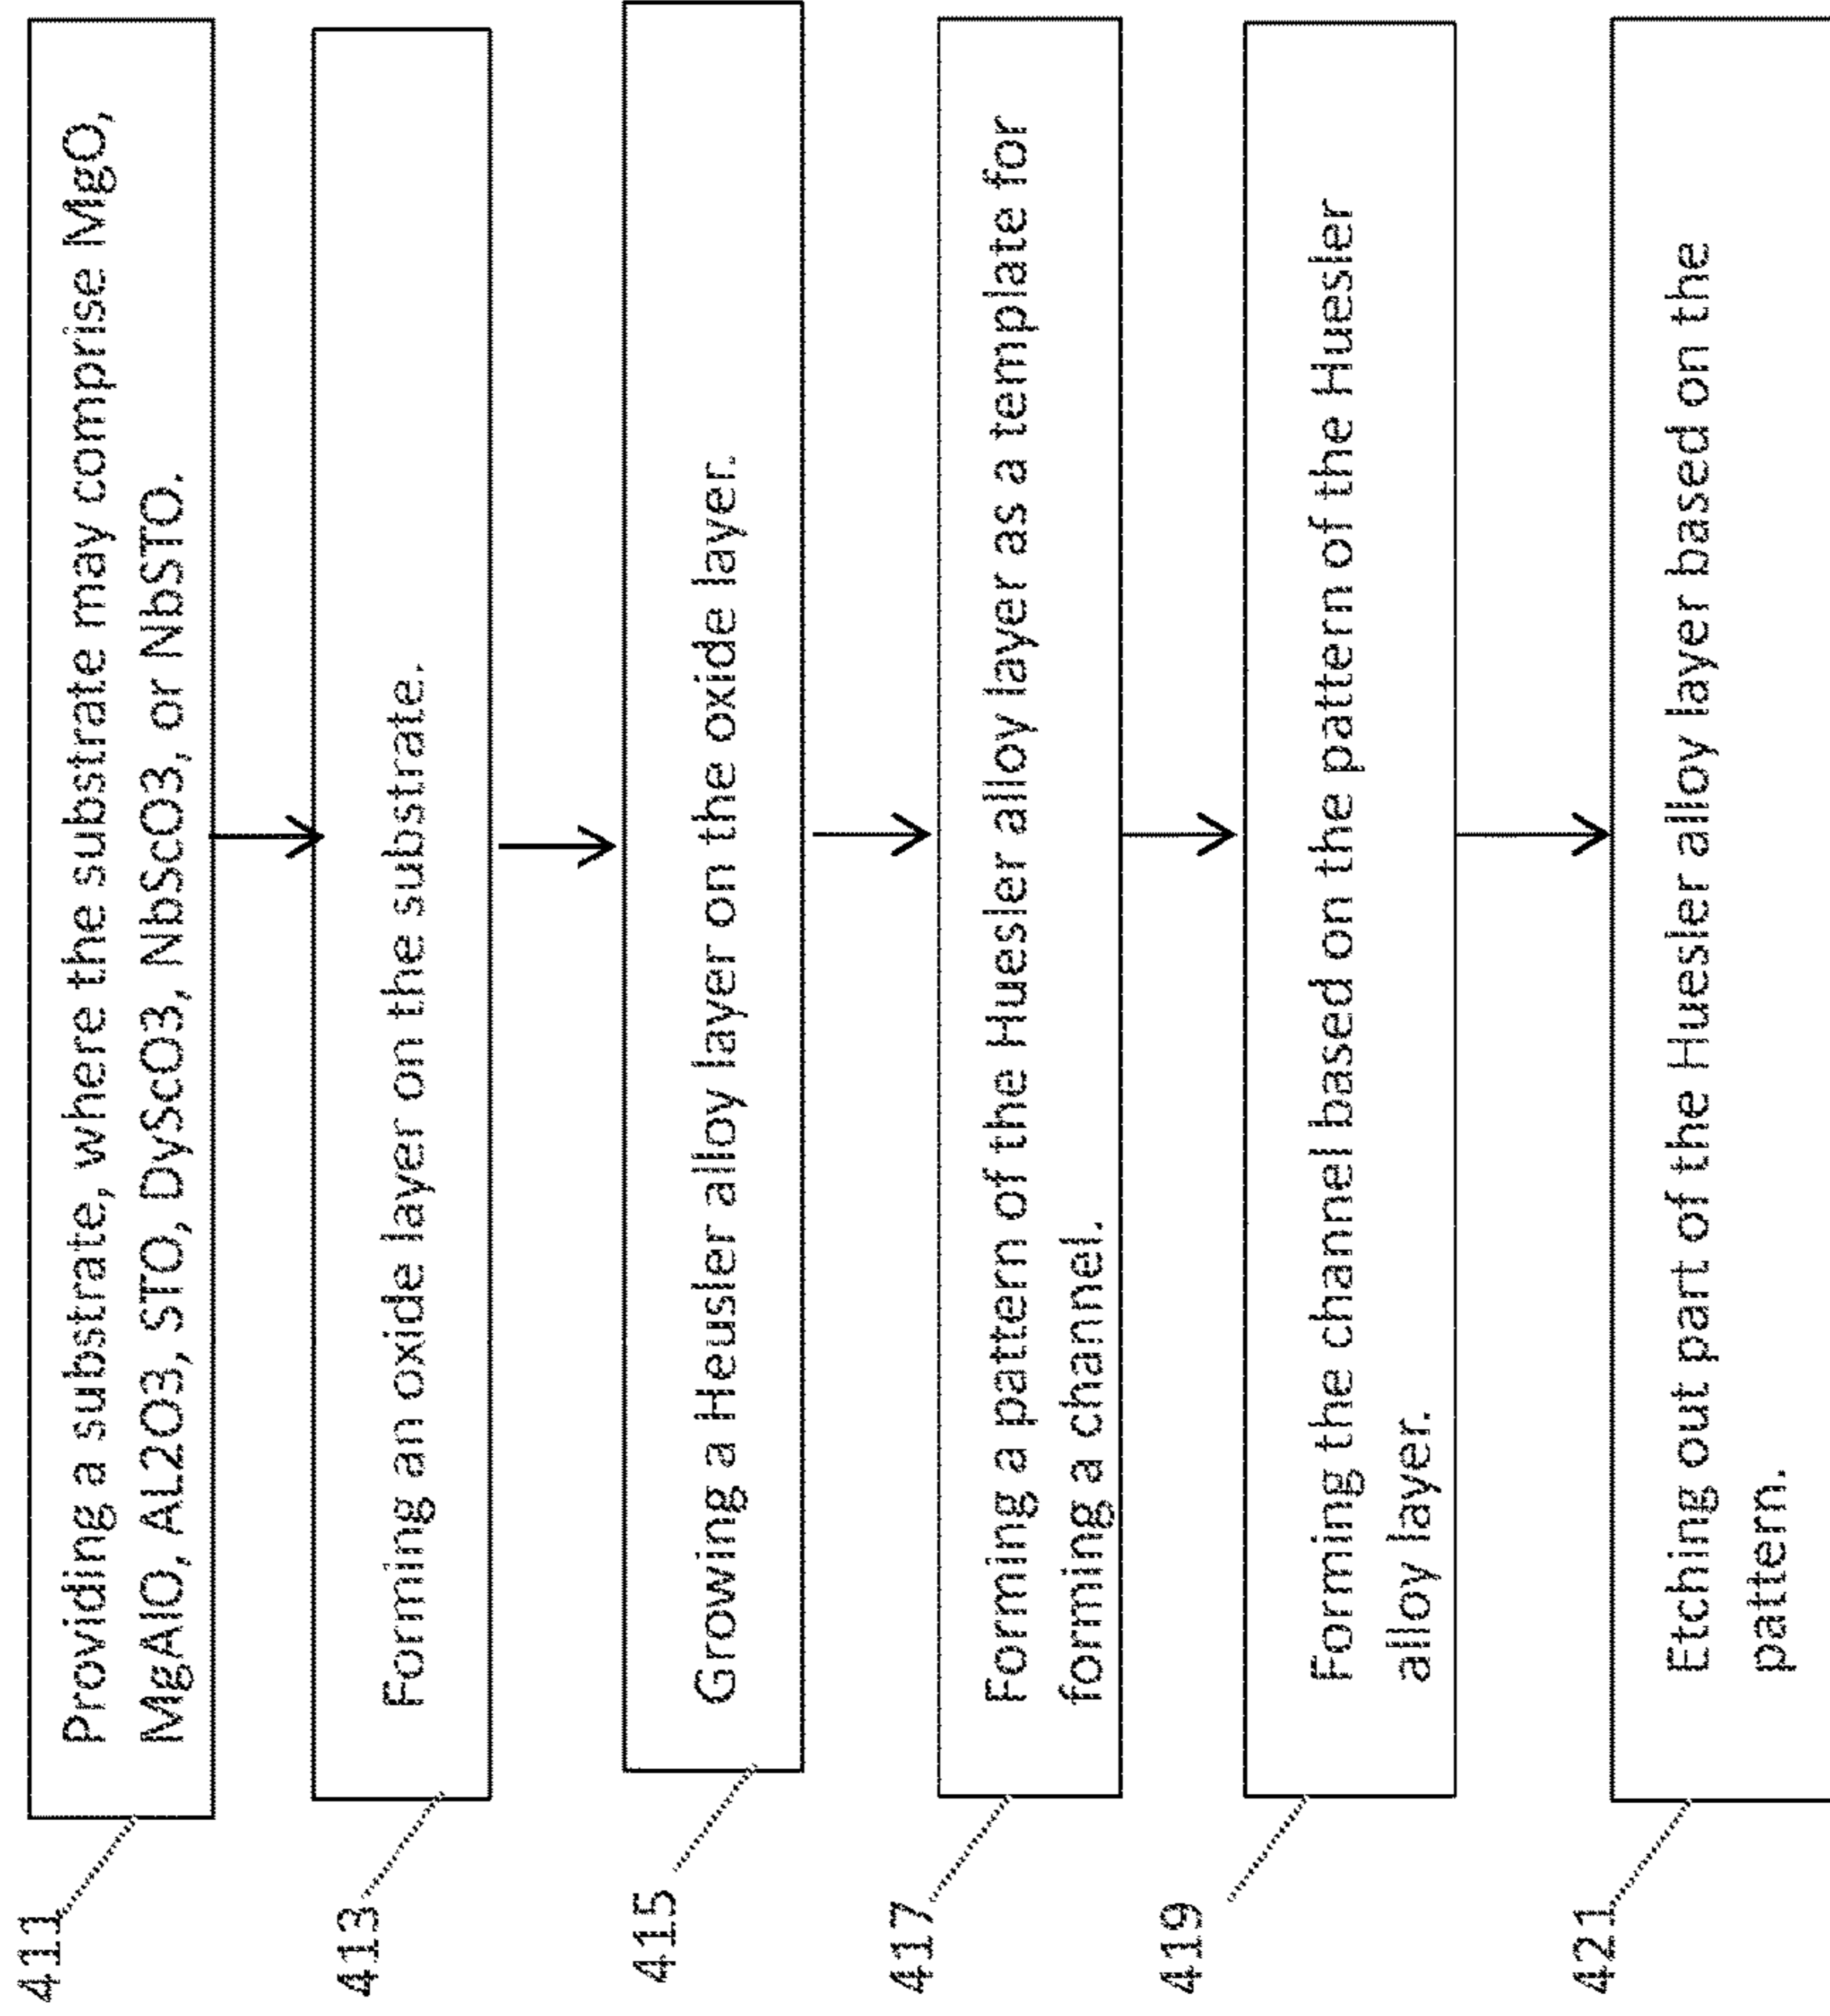 411
Providing a substrate, where the substrate may comprise MgO,
MgAlO, AL2O3, STO, DyScO3, NbScO3, or NbSTO.
413
Forming an oxide layer on the substrate.
415
Growing a Heusler alloy layer on the oxide layer.
417
Forming a pattern of the Huesler alloy layer as a template for
forming a channel.
419
Forming the channel based on the pattern of the Huesler
alloy layer.
421
Etching out part of the Huesler alloy layer based on the
pattern.